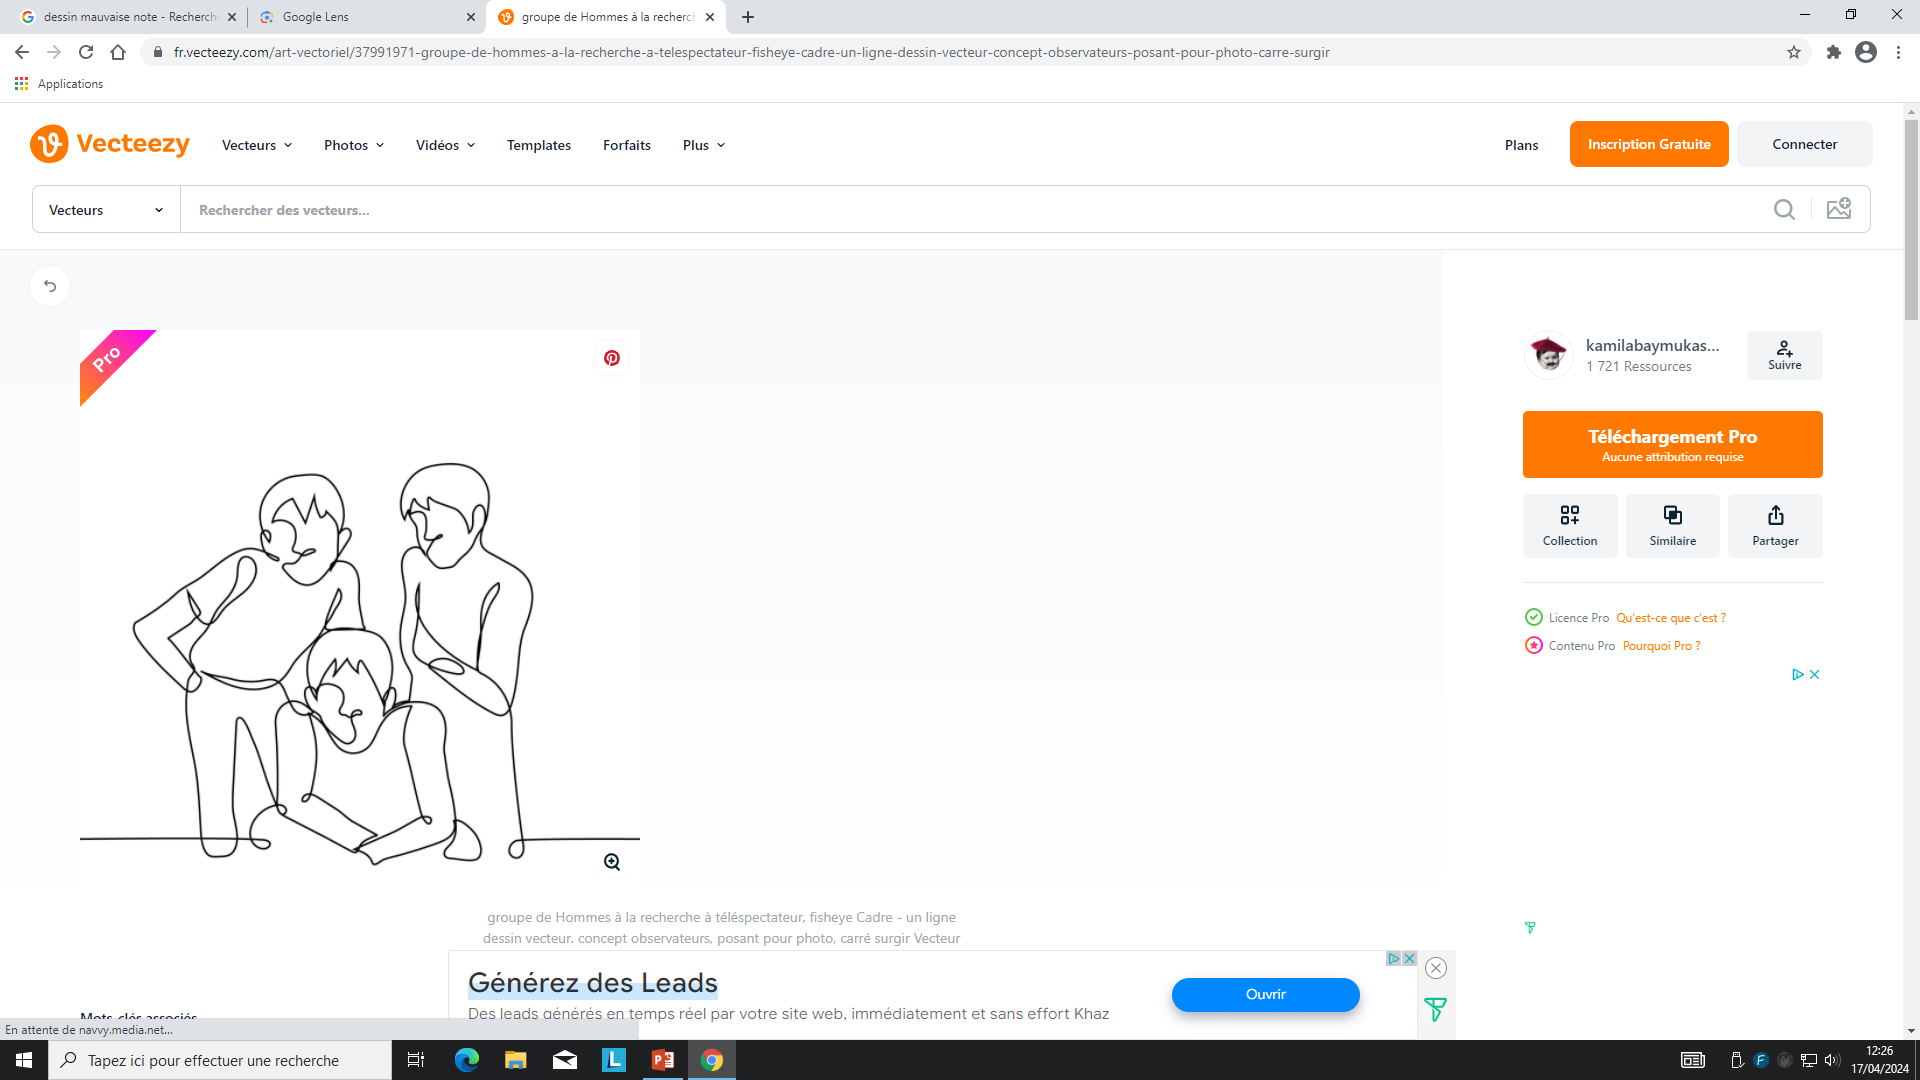 dessin mauvaise note - Recherch
Google Lens
groupe de Hommes à la recherch
fr.vecteezy.com/art-vectoriel/37991971-groupe-de-hommes-a-la-recherche-a-telespectateur-fisheye-cadre-un-ligne-dessin-vecteur-concept-observateurs-posant-pour-photo-carre-surgir
Applications
Vecteezy
Vecteurs
Photos
Vidéos
Templates
Forfaits
Plus
Plans
Inscription Gratuite
Connecter
Vecteurs
Rechercher des vecteurs...
Pro
kamilabaymukas...
1 721 Ressources
Suivre
Téléchargement Pro
Aucune attribution requise
Collection
Similaire
Partager
Licence Pro Qu'est-ce que c'est ?
Contenu Pro Pourquoi Pro ?
groupe de Hommes à la recherche à téléspectateur, fisheye Cadre - un ligne
dessin vecteur. concept observateurs, posant pour photo, carré surgir Vecteur
Générez des Leads
Des leads générés en temps réel par votre site web, immédiatement et sans effort Khaz
Ouvrir
Mots-clés associés
En attente de navvy.media.net...
Tapez ici pour effectuer une recherche
12:26
17/04/2024